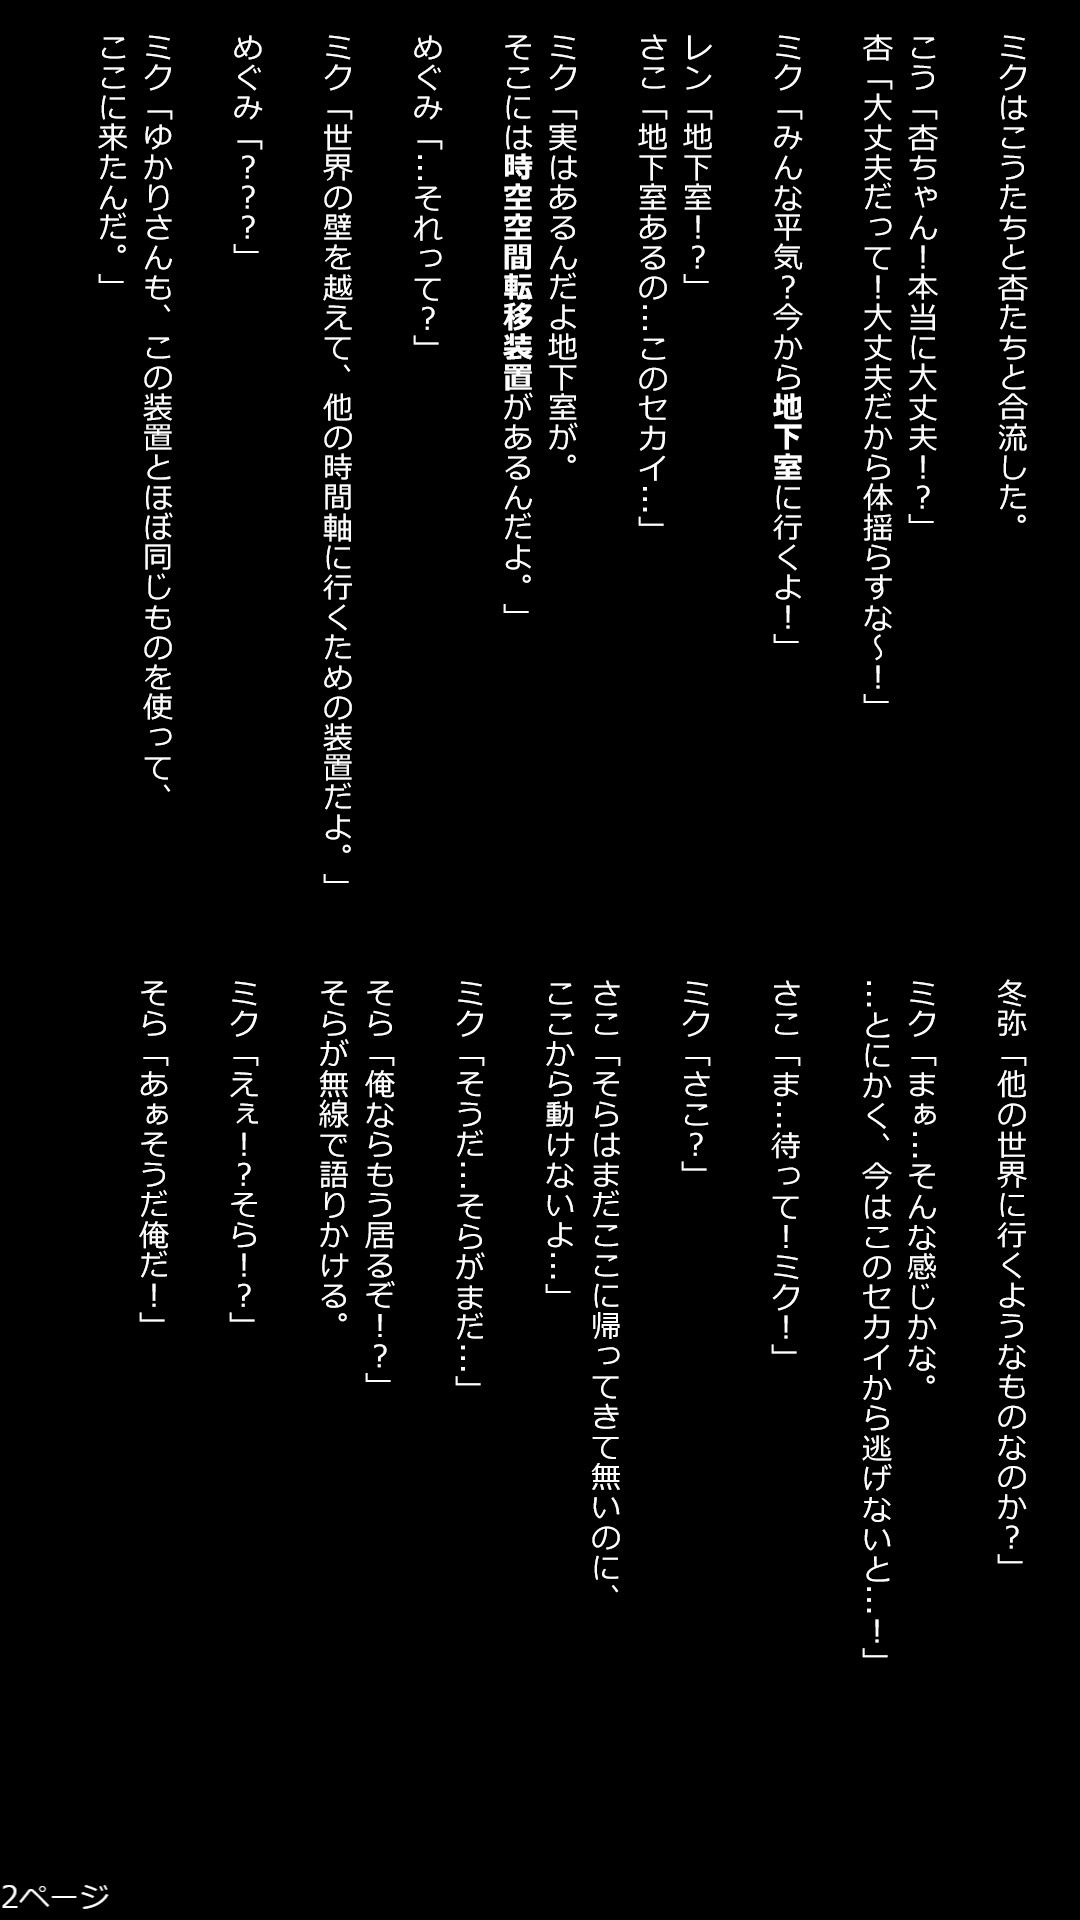 ミクはこうたちと杏たちと合流した。
こう「杏ちゃん！本当に大丈夫！？」
杏「大丈夫だって！大丈夫だから体揺らすな～！」
ミク「みんな平気？今から地下室に行くよ！」
レン「地下室！？」
さこ「地下室あるの…このセカイ…」
ミク「実はあるんだよ地下室が。
そこには時空空間転移装置があるんだよ。」
めぐみ「…それって？」
ミク「世界の壁を越えて、他の時間軸に行くための装置だよ。」
めぐみ「？？？」
ミク「ゆかりさんも、この装置とほぼ同じものを使って、
ここに来たんだ。」
冬弥「他の世界に行くようなものなのか？」
ミク「まぁ…そんな感じかな。
…とにかく、今はこのセカイから逃げないと…！」
さこ「ま…待って！ミク！」
ミク「さこ？」
さこ「そらはまだここに帰ってきて無いのに、
ここから動けないよ…」
ミク「そうだ…そらがまだ…」
そら「俺ならもう居るぞ！？」
そらが無線で語りかける。
ミク「えぇ！？そら！？」
そら「あぁそうだ俺だ！」
2ページ